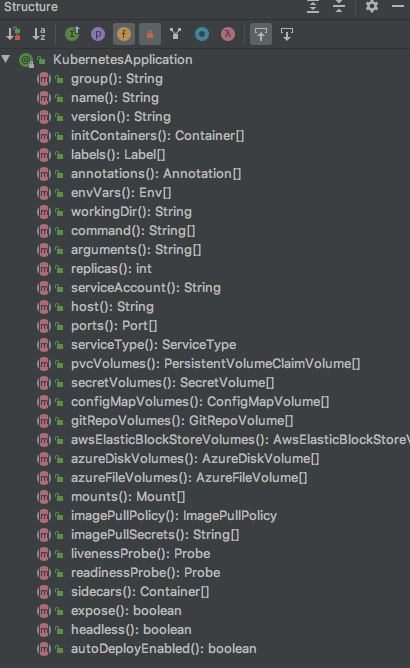 Structure
KubernetesApplication
group(): String
name(): String
version(): String
initContainers(): Container[]
labels(): Label[]
annotations(): Annotation[]
envVars(): Env[]
workingDir(): String
command(): String[]
arguments(): String[]
replicas(): int
serviceAccount(): String
host(): String
ports(): Port[]
serviceType(): ServiceType
pvcVolumes(): PersistentVolumeClaimVolume[]
secretVolumes(): SecretVolume[]
configMapVolumes(): ConfigMapVolume[]
gitRepoVolumes(): GitRepoVolume[]
awsElasticBlockStoreVolumes(): AwsElasticBlockStoreV
azureDiskVolumes(): AzureDiskVolume[]
azureFileVolumes(): AzureFileVolume[]
mounts(): Mount[]
imagePullPolicy(): ImagePullPolicy
imagePullSecrets(): String[]
livenessProbe(): Probe
readinessProbe(): Probe
sidecars(): Container[]
expose(): boolean
headless(): boolean
autoDeployEnabled(): boolean